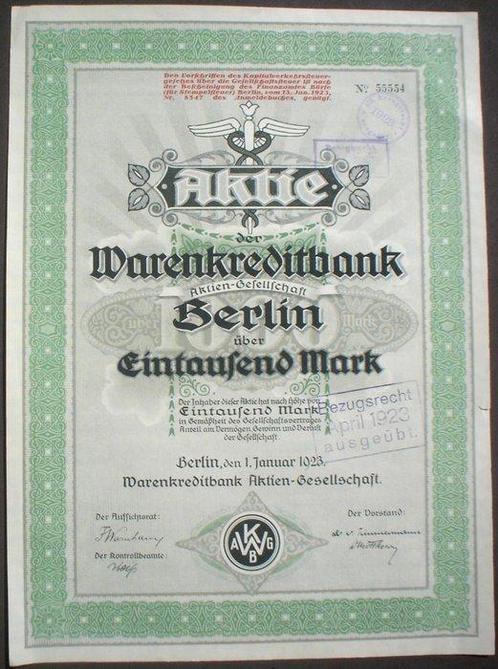 Den Vorschriften des Kapitalverkehrsteuer-
gesetzes über die Gesellschaftsteuer ist nach
der Bescheinigung des Finanzamtes Börse
(für Stempelsteuer) Berlin, vom 13. Jan. 1923,
Nr. 8547 des Anmeldebuches, genügt.
No. 55554
Aktie
der
Warenkreditbank
Aktien-Gesellschaft
Berlin
über
Mark
Eintausend Mark
Der Inhaber dieser Aktie hat nach Höhe von
Eintausend Mark
in Gemäßheit des Gesellschaftsvertrages
Anteil am Vermögen Gewinn und Verlust
der Gesellschaft.
Bezugsrecht
April 1923
ausgeübt.
Berlin, den 1. Januar 1923.
Warenkreditbank Aktien-Gesellschaft.
Der Aufsichtsrat:
Der Vorstand:
Der Kontrollbeamte:
A K W B G